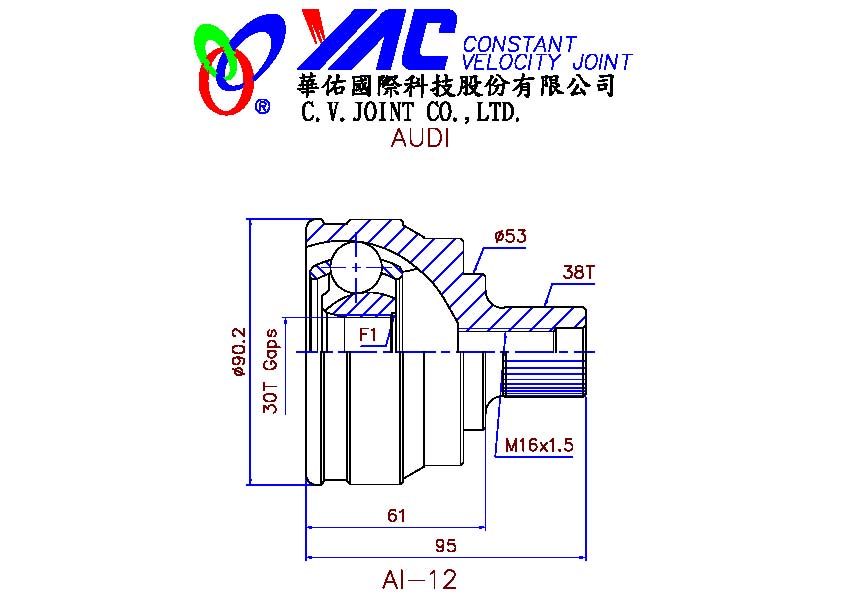 YAC CONSTANT
VELOCITY JOINT
®
華佑國際科技股份有限公司
C.V.JOINT CO.,LTD.
AUDI
ø53
38T
F1
ø90.2
30T Gaps
M16x1.5
61
95
AI-12